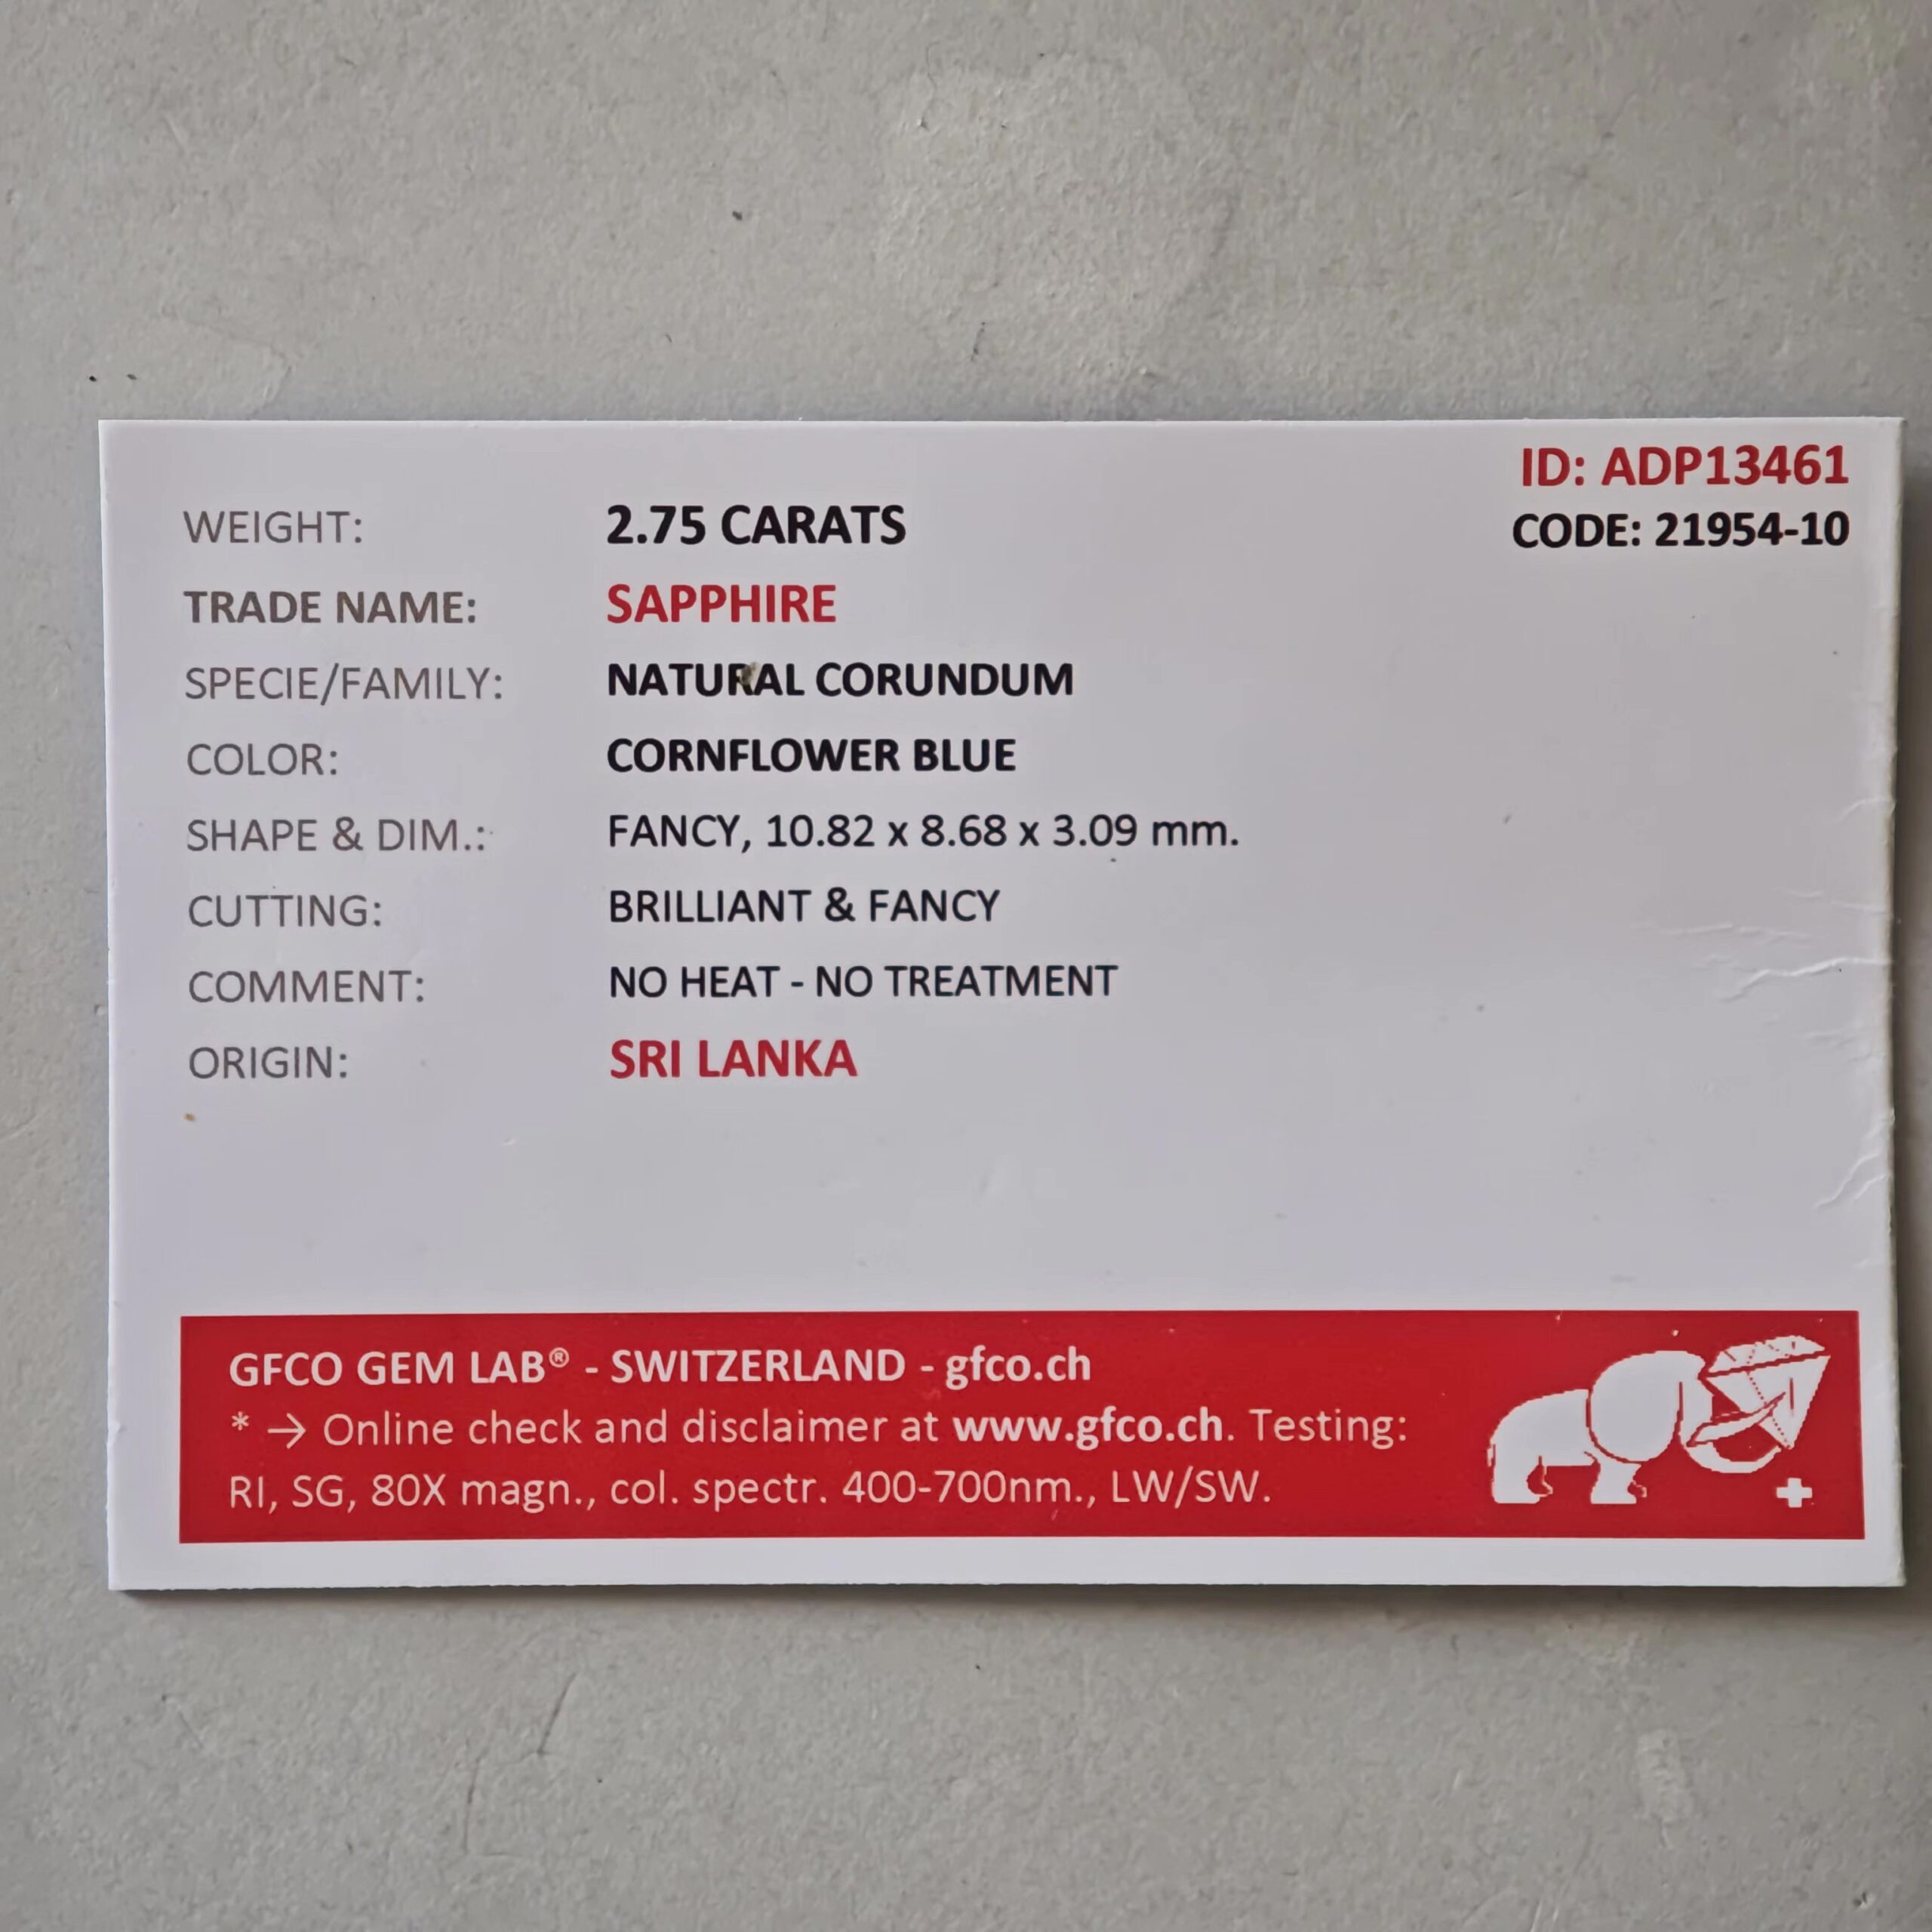 ID: ADP13461
CODE: 21954-10
WEIGHT: 2.75 CARATS
TRADE NAME: SAPPHIRE
SPECIE/FAMILY: NATURAL CORUNDUM
COLOR: CORNFLOWER BLUE
SHAPE & DIM.: FANCY, 10.82 x 8.68 x 3.09 mm.
CUTTING: BRILLIANT & FANCY
COMMENT: NO HEAT - NO TREATMENT
ORIGIN: SRI LANKA
GFCO GEM LAB® - SWITZERLAND - gfco.ch
* → Online check and disclaimer at www.gfco.ch. Testing:
RI, SG, 80X magn., col. spectr. 400-700nm., LW/SW.